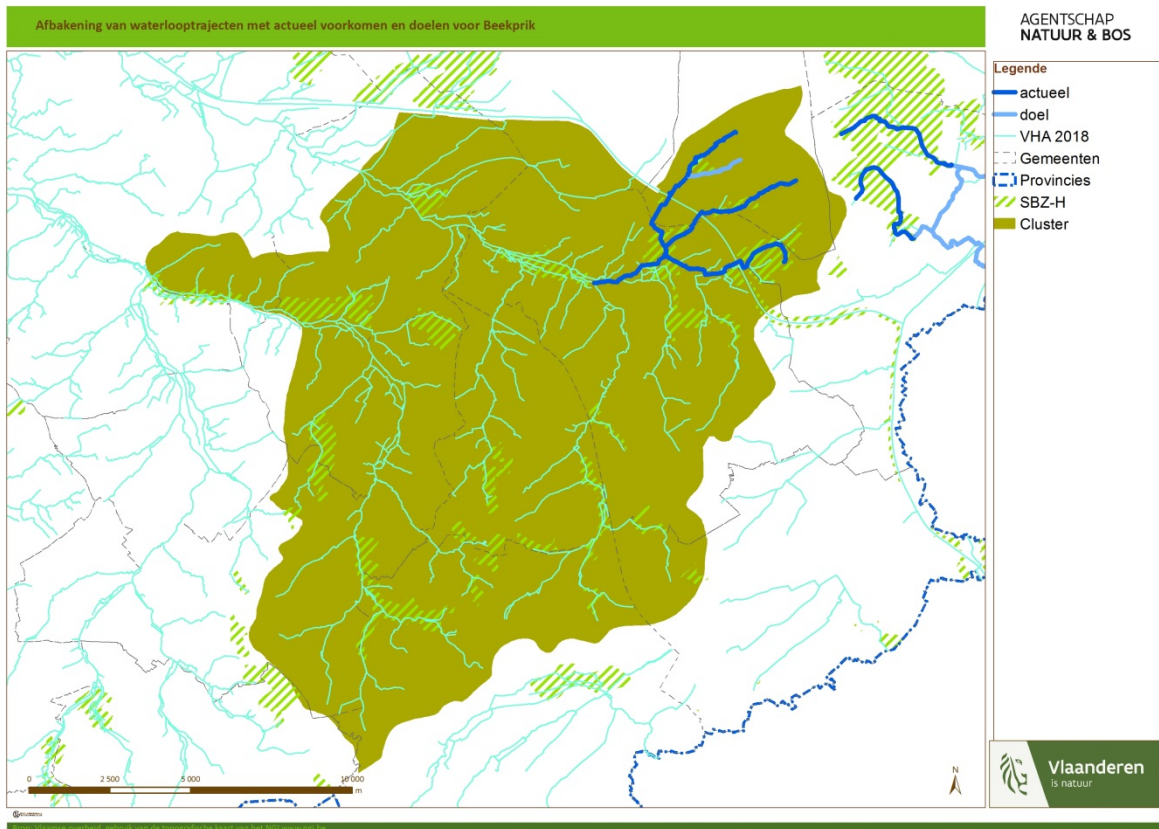 Afbakening van waterlooptrajecten met actueel voorkomen en doelen voor Beekprik
AGENTSCHAP
NATUUR & BOS
Legende
actueel
doel
VHA 2018
Gemeenten
Provincies
SBZ-H
Cluster
0 2 500 5 000 10 000
m
N
Vlaanderen
is natuur